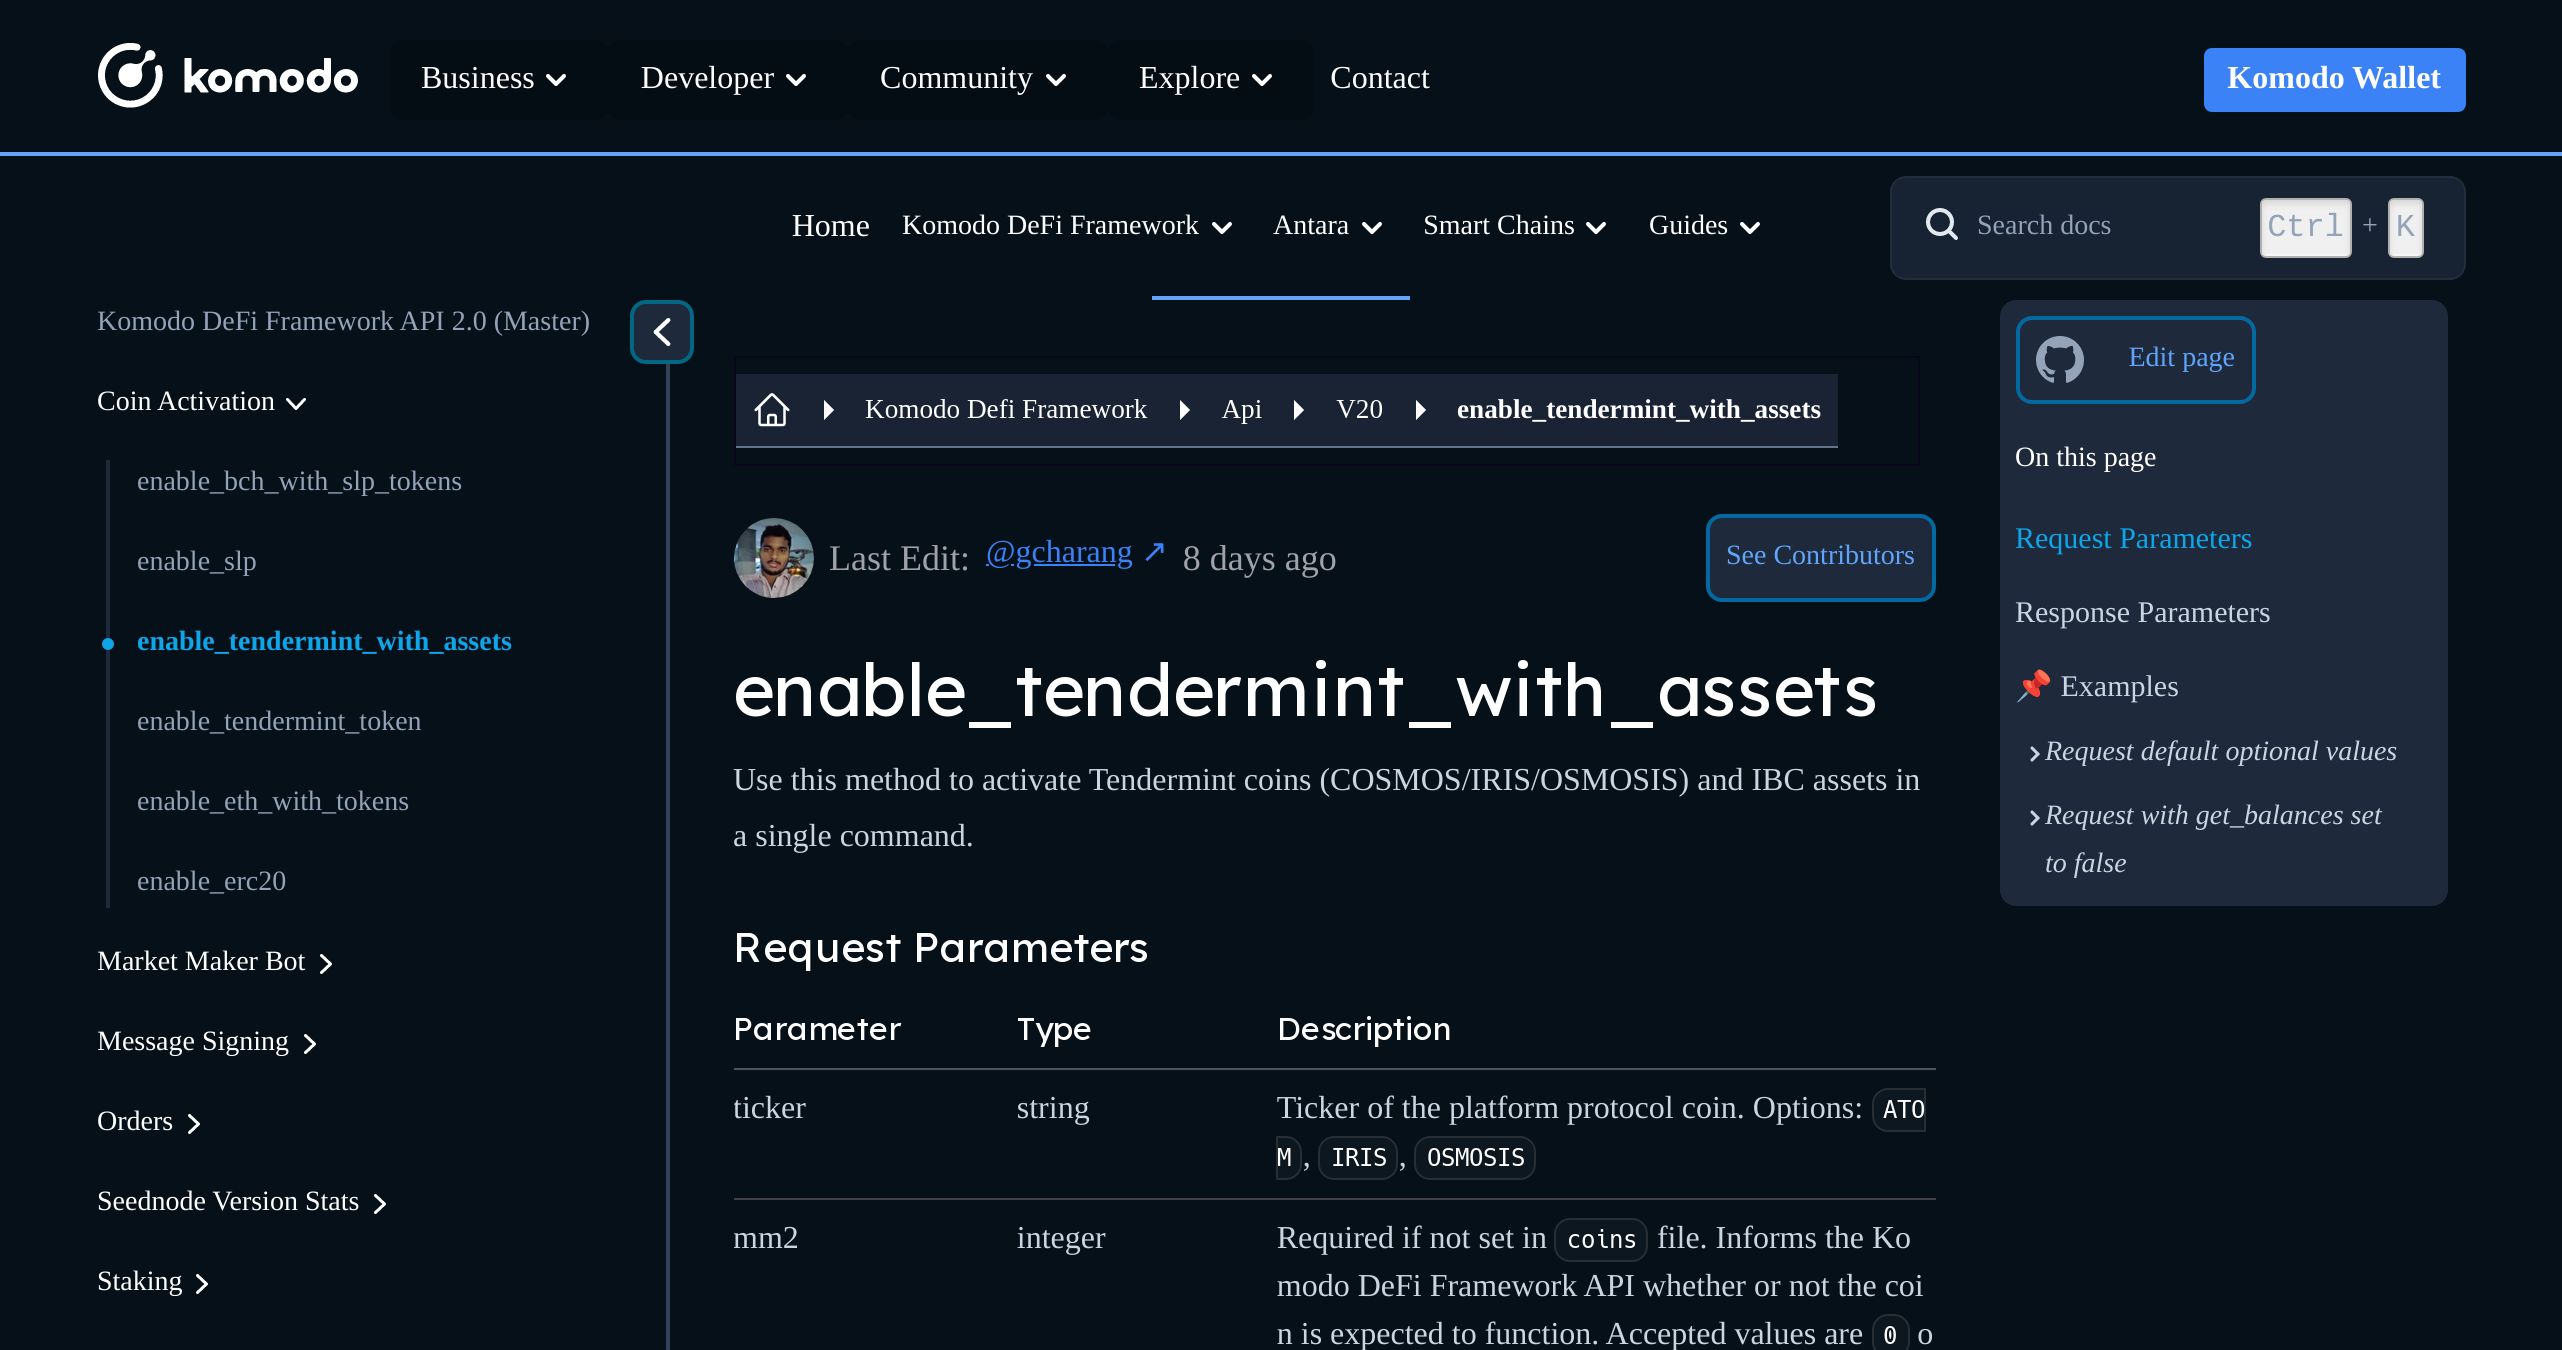 komodo
Business
Developer
Community
Explore
Contact
Komodo Wallet
Home
Komodo DeFi Framework
Antara
Smart Chains
Guides
Search docs
Ctrl + K
Komodo DeFi Framework API 2.0 (Master)
Coin Activation
enable_bch_with_slp_tokens
enable_slp
enable_tendermint_with_assets
enable_tendermint_token
enable_eth_with_tokens
enable_erc20
Market Maker Bot
Message Signing
Orders
Seednode Version Stats
Staking
Komodo Defi Framework
Api
V20
enable_tendermint_with_assets
Last Edit: @gcharang ↗ 8 days ago
See Contributors
enable_tendermint_with_assets
Use this method to activate Tendermint coins (COSMOS/IRIS/OSMOSIS) and IBC assets in
a single command.
Request Parameters
Parameter Type Description
ticker string Ticker of the platform protocol coin. Options: ATO
M, IRIS, OSMOSIS
mm2 integer Required if not set in coins file. Informs the Ko
modo DeFi Framework API whether or not the coi
n is expected to function. Accepted values are 0 o
Edit page
On this page
Request Parameters
Response Parameters
📌 Examples
Request default optional values
Request with get_balances set
to false